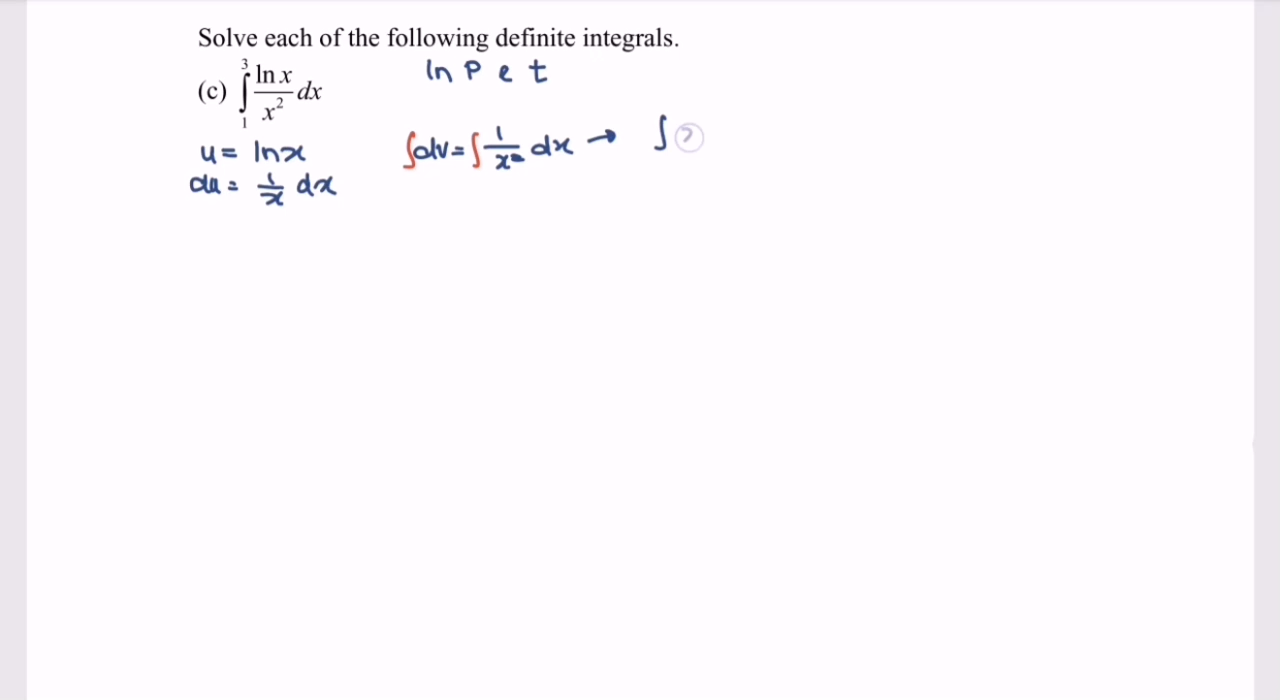 Solve each of the following definite integrals.
ln P e t
(c) ∫₁³ ln x / x² dx
u = ln x
∫dv = ∫ 1/x² dx → ∫
du = 1/x dx